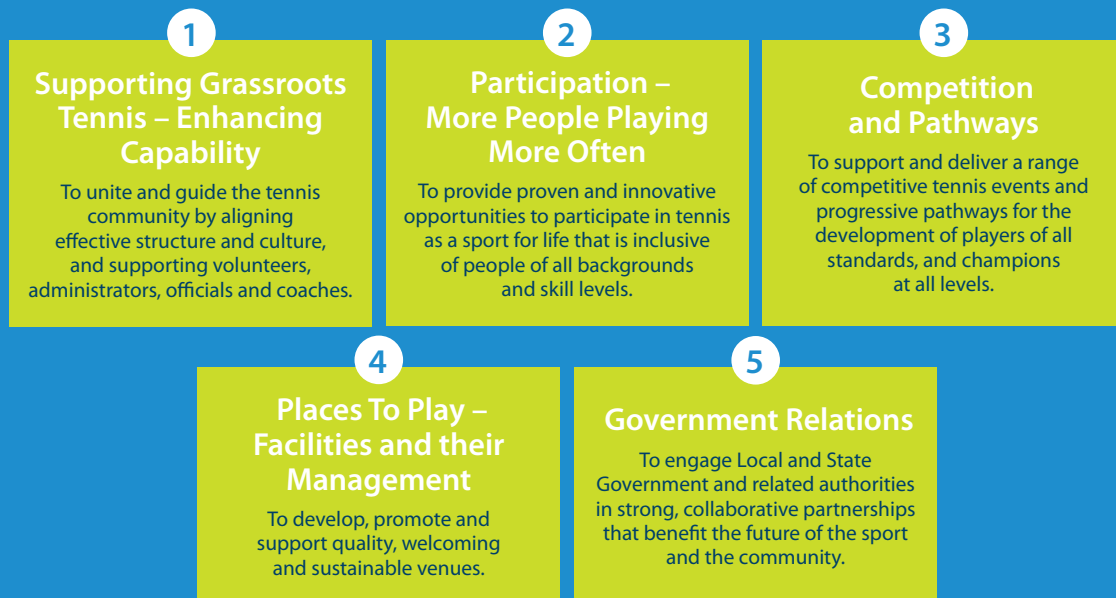 1
Supporting Grassroots
Tennis – Enhancing
Capability
To unite and guide the tennis
community by aligning
effective structure and culture,
and supporting volunteers,
administrators, officials and coaches.
2
Participation –
More People Playing
More Often
To provide proven and innovative
opportunities to participate in tennis
as a sport for life that is inclusive
of people of all backgrounds
and skill levels.
3
Competition
and Pathways
To support and deliver a range
of competitive tennis events and
progressive pathways for the
development of players of all
standards, and champions
at all levels.
4
Places To Play –
Facilities and their
Management
To develop, promote and
support quality, welcoming
and sustainable venues.
5
Government Relations
To engage Local and State
Government and related authorities
in strong, collaborative partnerships
that benefit the future of the sport
and the community.